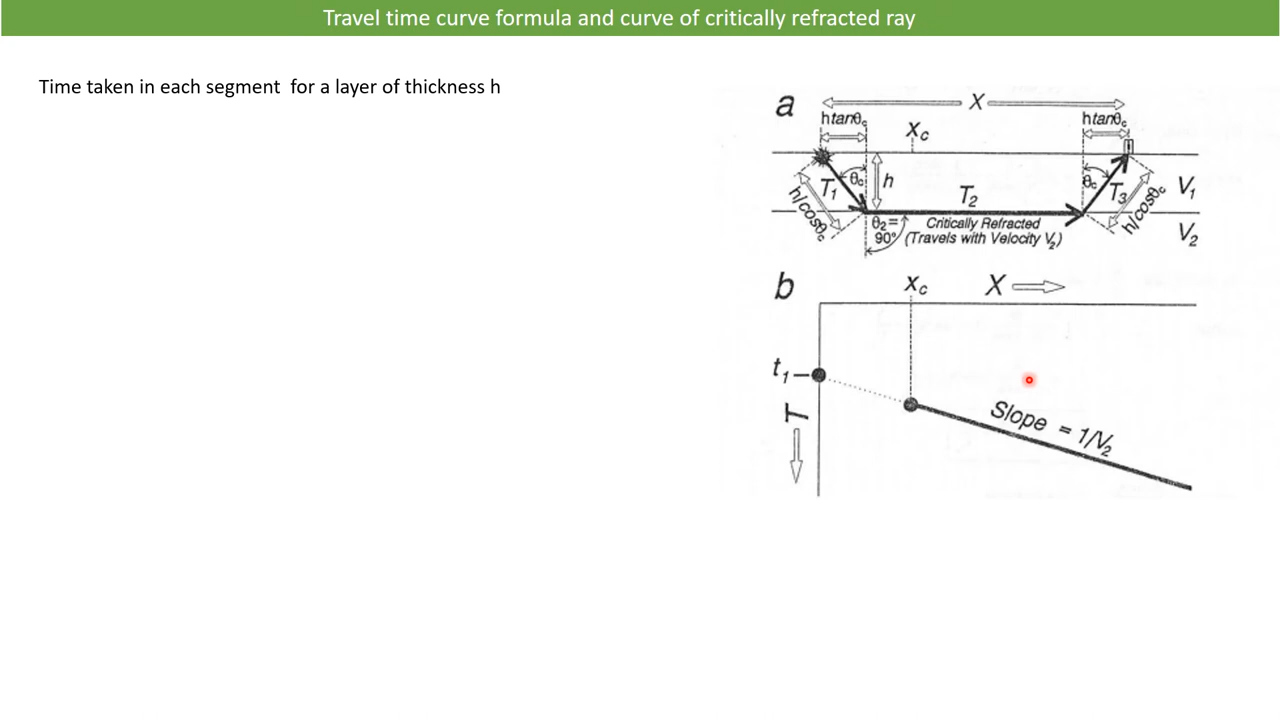 Travel time curve formula and curve of critically refracted ray
Time taken in each segment for a layer of thickness h
a
X
htanθc
xc
htanθc
θc
h
θc
T1
T2
T3
V1
h/cosθc
h/cosθc
θ2=
90°
Critically Refracted
(Travels with Velocity V2)
V2
b
xc
X
t1
T
Slope = 1/V2